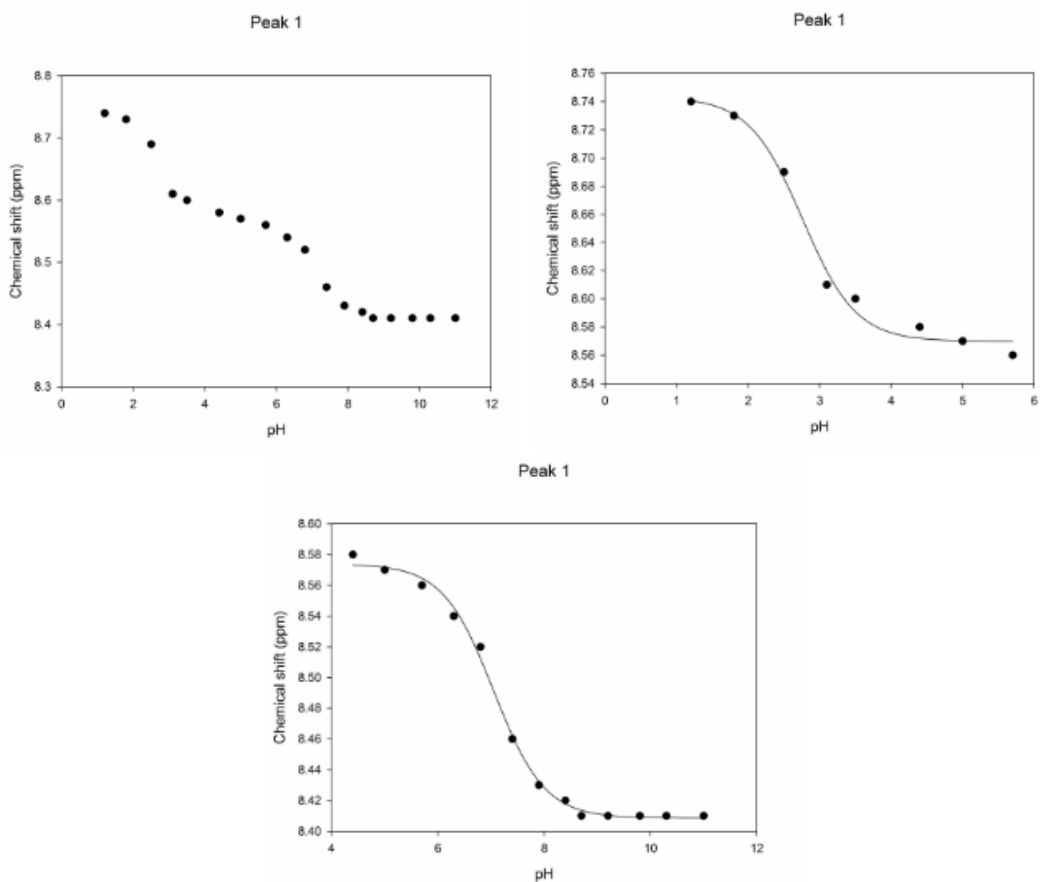 Peak 1
8.8
8.7
8.6
8.5
8.4
8.3
Chemical shift (ppm)
0 2 4 6 8 10 12
pH
Peak 1
8.76
8.74
8.72
8.70
8.68
8.66
8.64
8.62
8.60
8.58
8.56
8.54
Chemical shift (ppm)
0 1 2 3 4 5 6
pH
Peak 1
8.60
8.58
8.56
8.54
8.52
8.50
8.48
8.46
8.44
8.42
8.40
Chemical shift (ppm)
4 6 8 10 12
pH